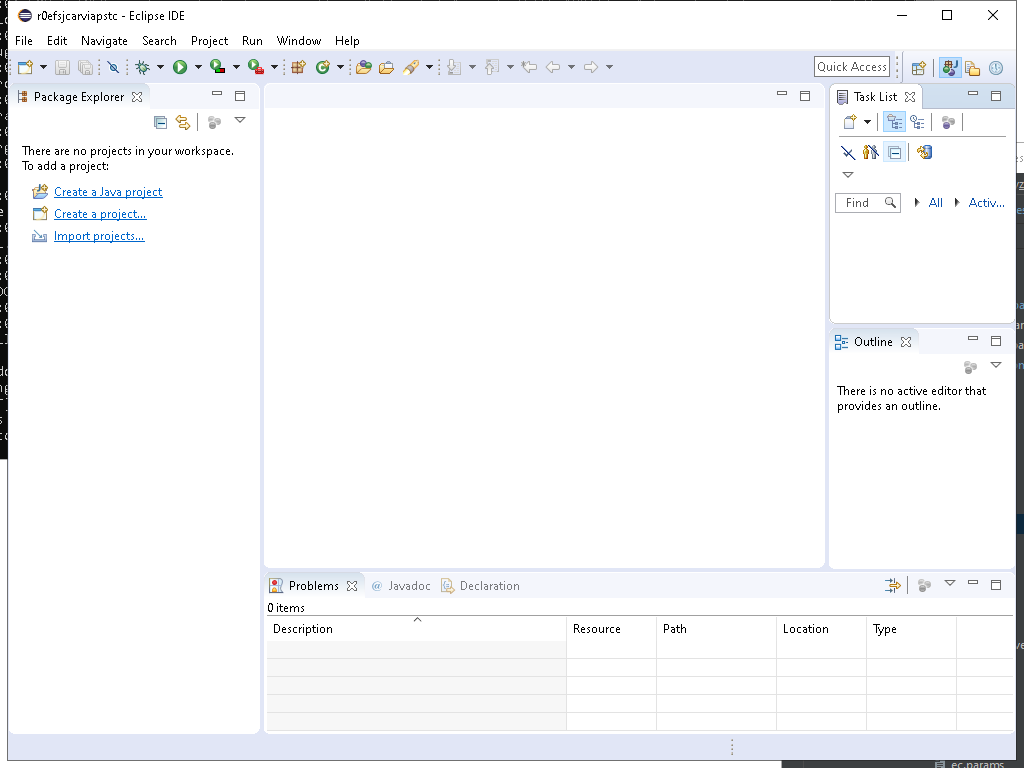 r0efsjcarviapstc - Eclipse IDE
File Edit Navigate Search Project Run Window Help
Quick Access
Package Explorer
Task List
There are no projects in your workspace.
To add a project:
Create a Java project
Create a project...
Import projects...
Find
All
Activ...
Outline
There is no active editor that
provides an outline.
Problems
@ Javadoc
Declaration
0 items
Description Resource Path Location Type
ec.params